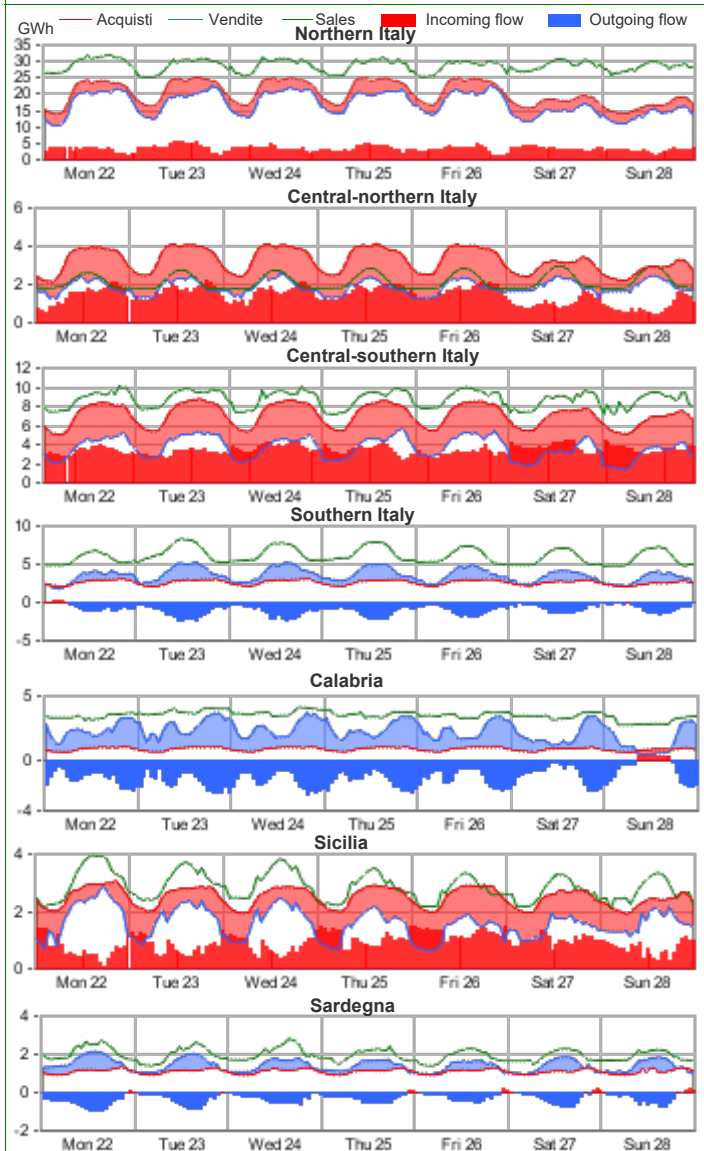 Acquisti Vendite Sales Incoming flow Outgoing flow
GWh
Northern Italy
35
30
25
20
15
10
5
0
Mon 22 Tue 23 Wed 24 Thu 25 Fri 26 Sat 27 Sun 28
Central-northern Italy
6
4
2
0
Mon 22 Tue 23 Wed 24 Thu 25 Fri 26 Sat 27 Sun 28
Central-southern Italy
12
10
8
6
4
2
0
Mon 22 Tue 23 Wed 24 Thu 25 Fri 26 Sat 27 Sun 28
Southern Italy
10
5
0
-5
Mon 22 Tue 23 Wed 24 Thu 25 Fri 26 Sat 27 Sun 28
Calabria
5
0
-4
Mon 22 Tue 23 Wed 24 Thu 25 Fri 26 Sat 27 Sun 28
Sicilia
4
2
0
Mon 22 Tue 23 Wed 24 Thu 25 Fri 26 Sat 27 Sun 28
Sardegna
4
2
0
-2
Mon 22 Tue 23 Wed 24 Thu 25 Fri 26 Sat 27 Sun 28